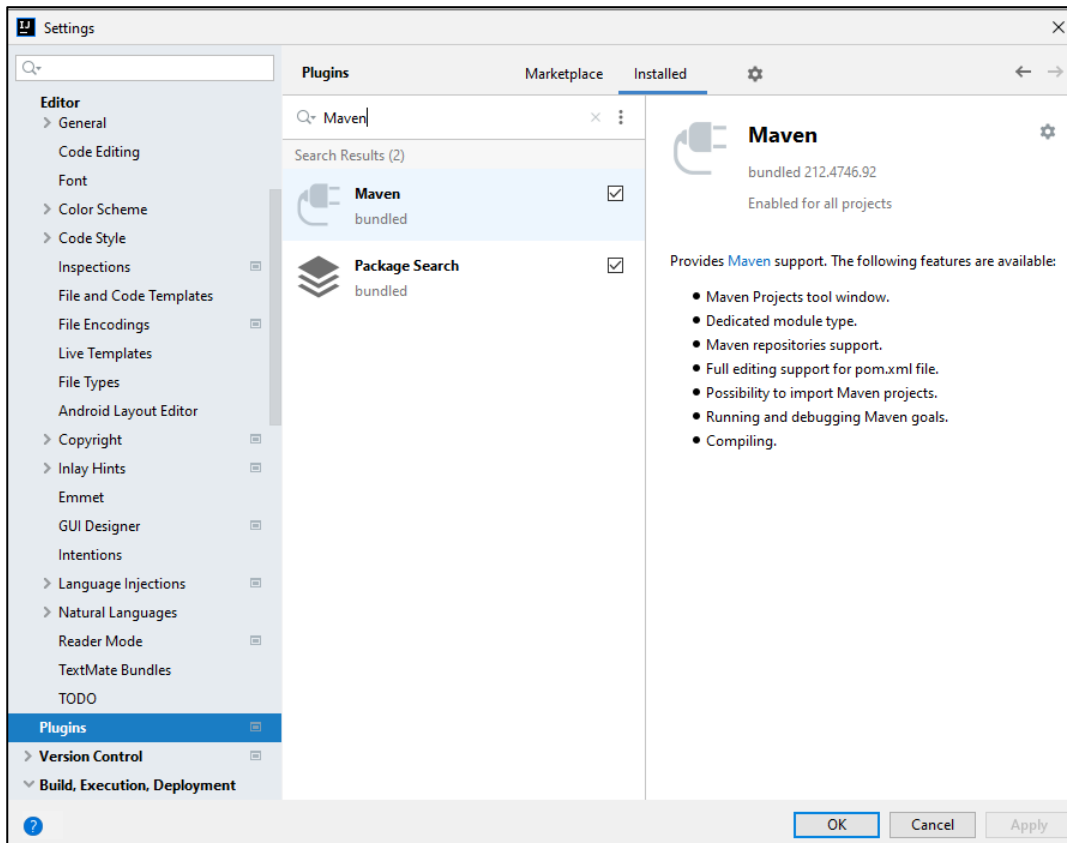 IJ
Settings
Editor
General
Code Editing
Font
Color Scheme
Code Style
Inspections
File and Code Templates
File Encodings
Live Templates
File Types
Android Layout Editor
Copyright
Inlay Hints
Emmet
GUI Designer
Intentions
Language Injections
Natural Languages
Reader Mode
TextMate Bundles
TODO
Plugins
Version Control
Build, Execution, Deployment
Plugins
Marketplace
Installed
Maven
Search Results (2)
Maven
bundled
Package Search
bundled
Maven
bundled 212.4746.92
Enabled for all projects
Provides Maven support. The following features are available:
• Maven Projects tool window.
• Dedicated module type.
• Maven repositories support.
• Full editing support for pom.xml file.
• Possibility to import Maven projects.
• Running and debugging Maven goals.
• Compiling.
?
OK
Cancel
Apply